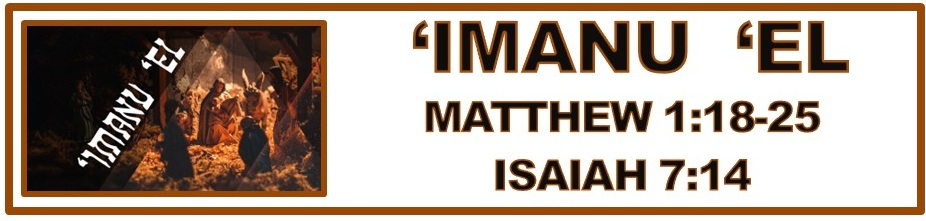 ‘IMANU ‘EL
‘IMANU ‘EL
MATTHEW 1:18-25
ISAIAH 7:14